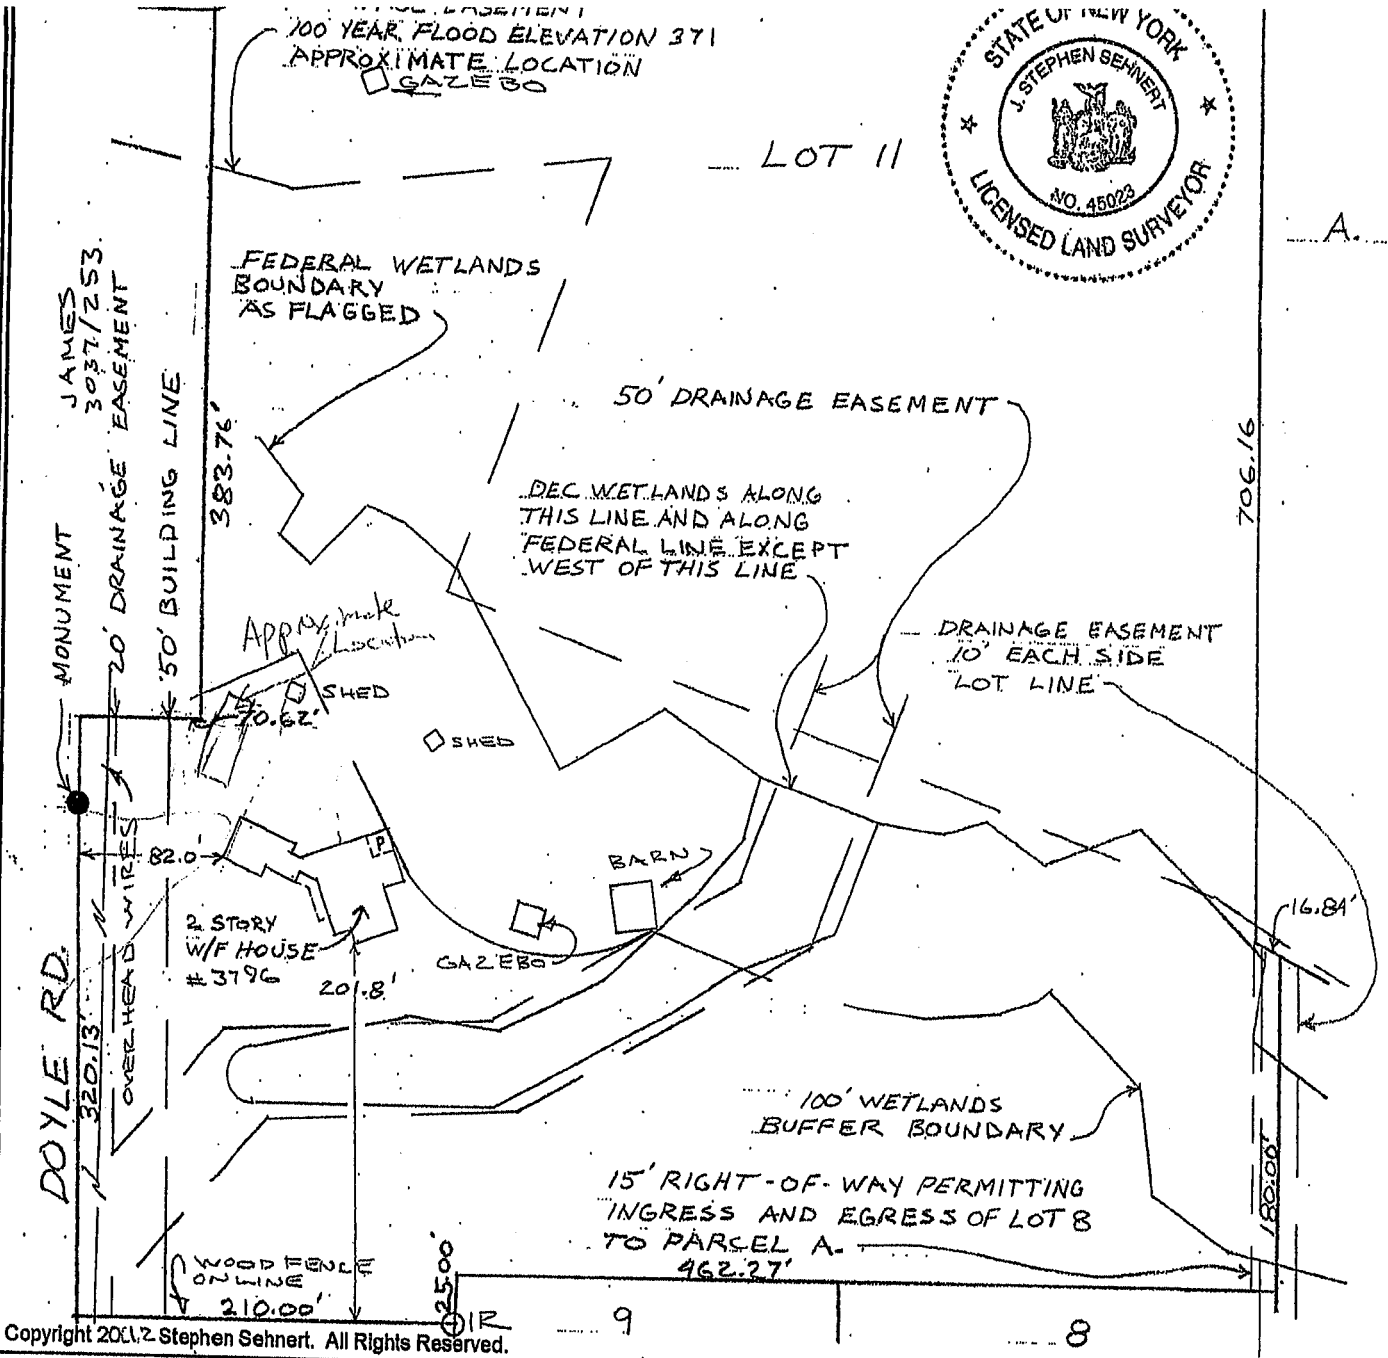 100 YEAR FLOOD ELEVATION 371
APPROXIMATE LOCATION
GAZEBO
STATE OF NEW YORK
J. STEPHEN SEHNERT
NO. 45023
LICENSED LAND SURVEYOR
LOT 11
A.
FEDERAL WETLANDS
BOUNDARY
AS FLAGGED
JAMES
3037/253
20' DRAINAGE EASEMENT
50' BUILDING LINE
383.76'
MONUMENT
50' DRAINAGE EASEMENT
706.16
DEC WETLANDS ALONG
THIS LINE AND ALONG
FEDERAL LINE EXCEPT
WEST OF THIS LINE
Approximate
Location
DRAINAGE EASEMENT
10' EACH SIDE
LOT LINE
SHED
70.62'
SHED
P
82.0'
OVERHEAD WIRES
BARN
2 STORY
W/F HOUSE
#3796
GAZEBO
201.8'
16.84'
DOYLE RD.
320.13'
100' WETLANDS
BUFFER BOUNDARY
180.00'
15' RIGHT-OF-WAY PERMITTING
INGRESS AND EGRESS OF LOT 8
TO PARCEL A.
462.27'
WOOD FENCE
ON LINE
210.00'
25.00'
IR
9
8
Stephen Sehnert. All Rights Reserved.